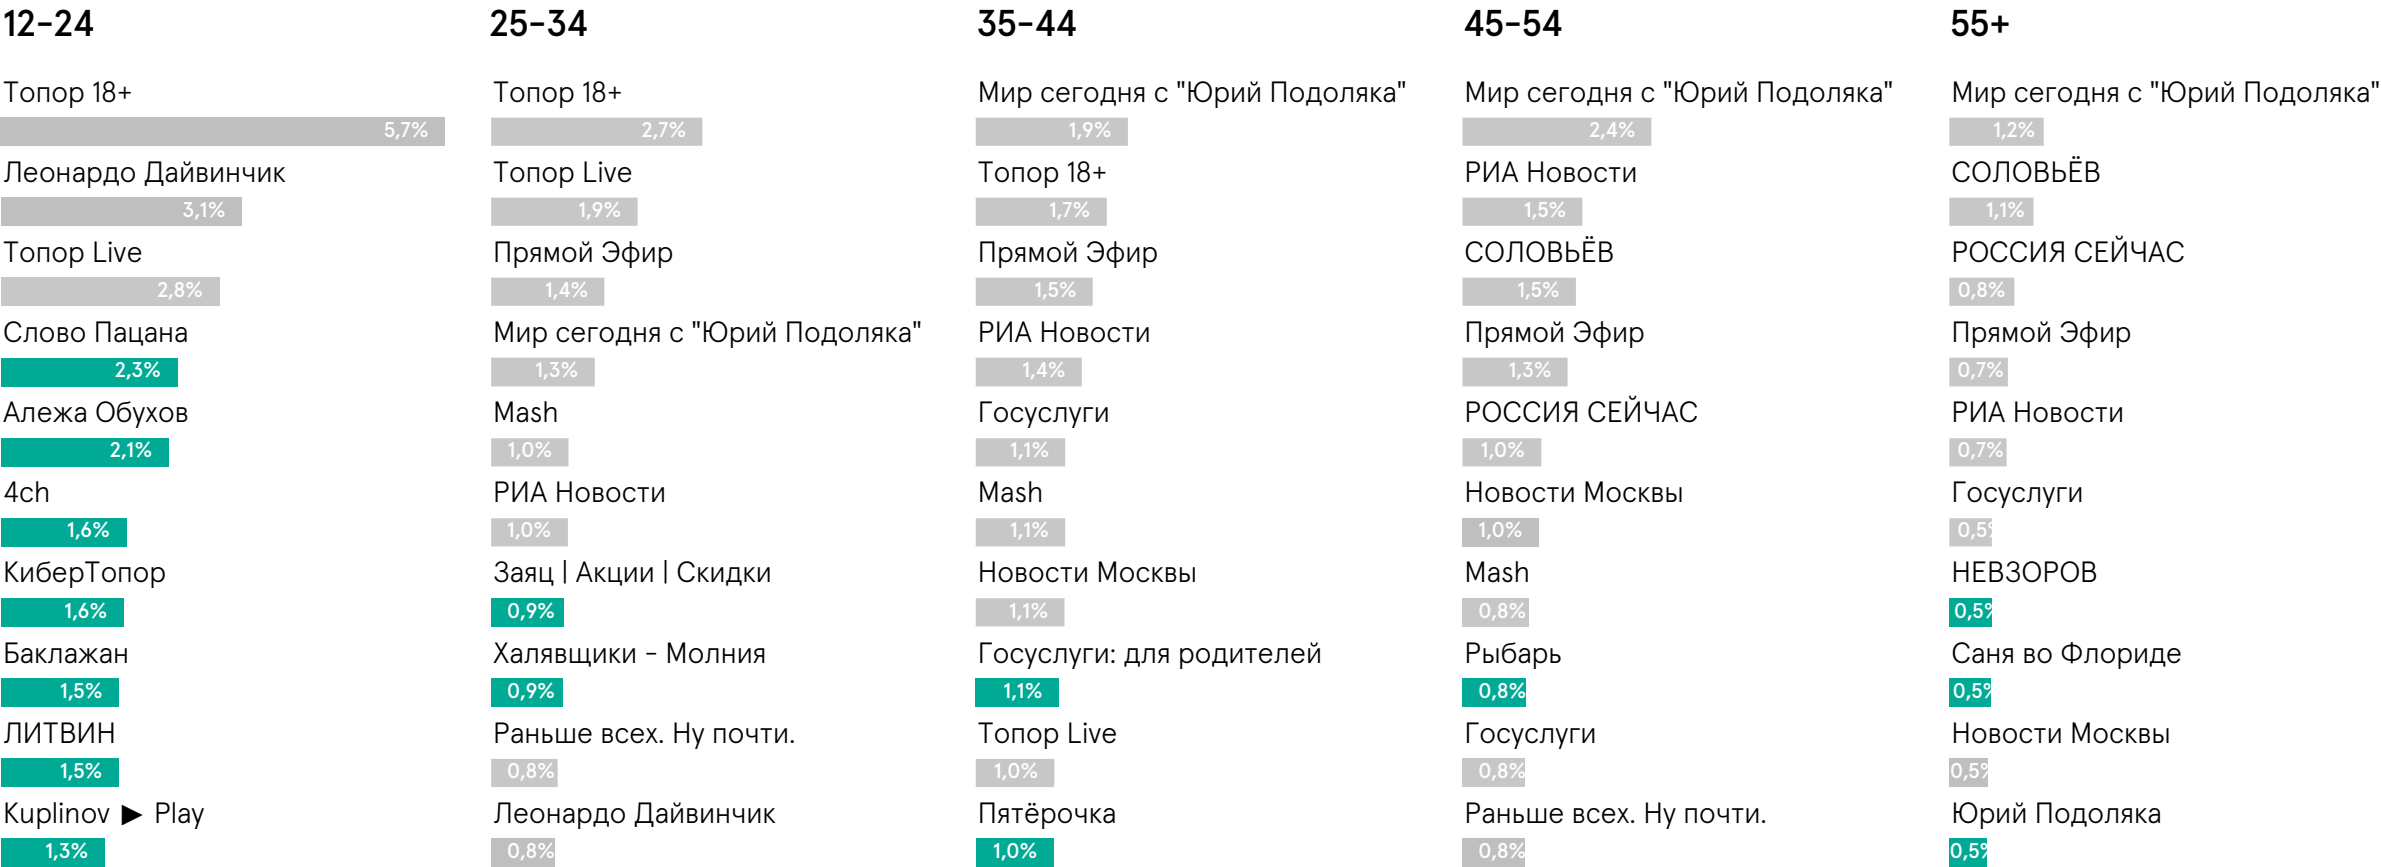 12–24
Топор 18+
5,7%
Леонардо Дайвинчик
3,1%
Топор Live
2,8%
Слово Пацана
2,3%
Алежа Обухов
2,1%
4ch
1,6%
КиберТопор
1,6%
Баклажан
1,5%
ЛИТВИН
1,5%
Kuplinov ► Play
1,3%
25–34
Топор 18+
2,7%
Топор Live
1,9%
Прямой Эфир
1,4%
Мир сегодня с "Юрий Подоляка"
1,3%
Mash
1,0%
РИА Новости
1,0%
Заяц | Акции | Скидки
0,9%
Халявщики - Молния
0,9%
Раньше всех. Ну почти.
0,8%
Леонардо Дайвинчик
0,8%
35–44
Мир сегодня с "Юрий Подоляка"
1,9%
Топор 18+
1,7%
Прямой Эфир
1,5%
РИА Новости
1,4%
Госуслуги
1,1%
Mash
1,1%
Новости Москвы
1,1%
Госуслуги: для родителей
1,1%
Топор Live
1,0%
Пятёрочка
1,0%
45–54
Мир сегодня с "Юрий Подоляка"
2,4%
РИА Новости
1,5%
СОЛОВЬЁВ
1,5%
Прямой Эфир
1,3%
РОССИЯ СЕЙЧАС
1,0%
Новости Москвы
1,0%
Mash
0,8%
Рыбарь
0,8%
Госуслуги
0,8%
Раньше всех. Ну почти.
0,8%
55+
Мир сегодня с "Юрий Подоляка"
1,2%
СОЛОВЬЁВ
1,1%
РОССИЯ СЕЙЧАС
0,8%
Прямой Эфир
0,7%
РИА Новости
0,7%
Госуслуги
0,5%
НЕВЗОРОВ
0,5%
Саня во Флориде
0,5%
Новости Москвы
0,5%
Юрий Подоляка
0,5%